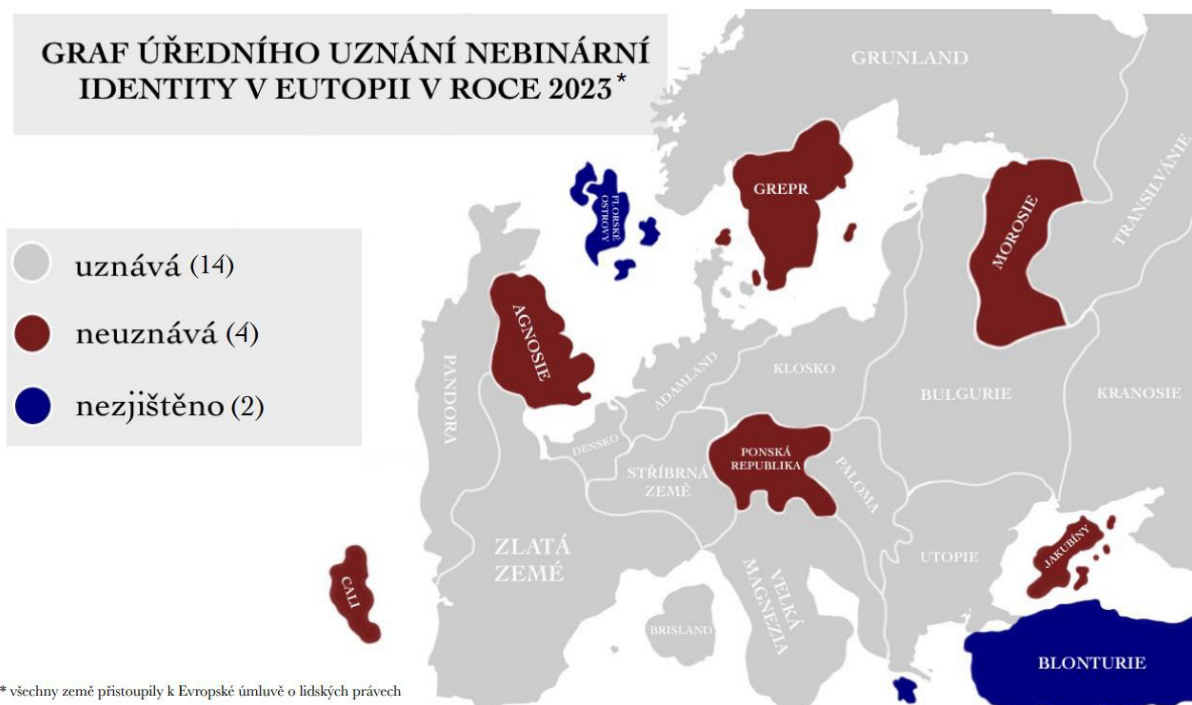 GRAF ÚŘEDNÍHO UZNÁNÍ NEBINÁRNÍ
IDENTITY V EUTOPII V ROCE 2023*
uznává (14)
neuznává (4)
nezjištěno (2)
GRUNLAND
TRANSILVÁNIE
GREPR
FLORSKÉ
OSTROVY
MOROSIE
AGNOSIE
PANDORA
ADAMLAND
KLOSKO
BULGURIE
KRANOSIE
DENSKO
STŘÍBRNÁ
ZEMĚ
PONSKÁ
REPUBLIKA
PALOMA
ZLATÁ
ZEMĚ
UTOPIE
JAKUBÍNY
CALI
VELKÁ
MAGNEZIA
BRISLAND
BLONTURIE
* všechny země přistoupily k Evropské úmluvě o lidských právech